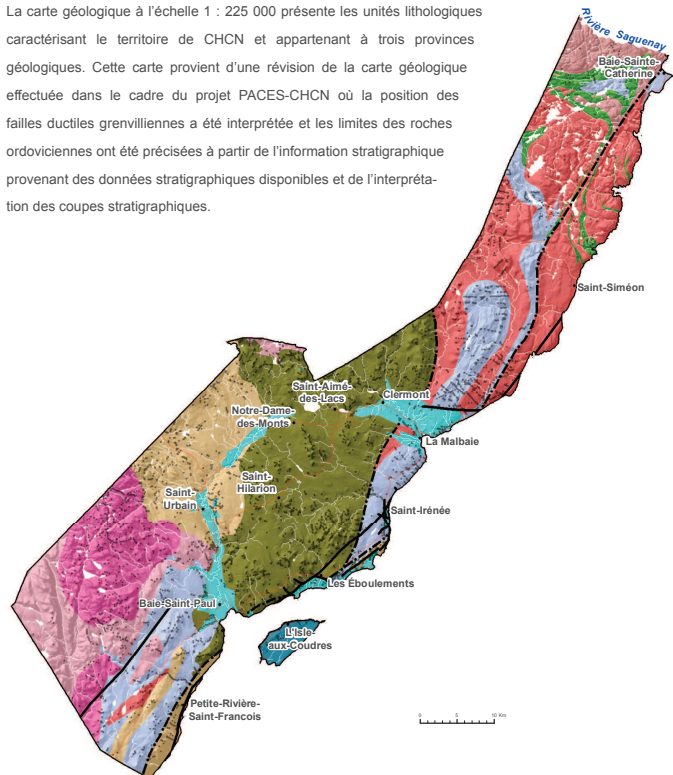 La carte géologique à l'échelle 1 : 225 000 présente les unités lithologiques
caractérisant le territoire de CHCN et appartenant à trois provinces
géologiques. Cette carte provient d'une révision de la carte géologique
effectuée dans le cadre du projet PACES-CHCN où la position des
failles ductiles grenvilliennes a été interprétée et les limites des roches
ordoviciennes ont été précisées à partir de l'information stratigraphique
provenant des données stratigraphiques disponibles et de l'interpréta-
tion des coupes stratigraphiques.
Rivière Saguenay
Baie-Sainte-
Catherine
Saint-Siméon
Saint-Aimé-
des-Lacs
Clermont
Notre-Dame-
des-Monts
La Malbaie
Saint-
Hilarion
Saint-
Urbain
Saint-Irénée
Les Éboulements
Baie-Saint-Paul
L'Isle-
aux-Coudres
Petite-Rivière-
Saint-Francois
0 5 10 Km